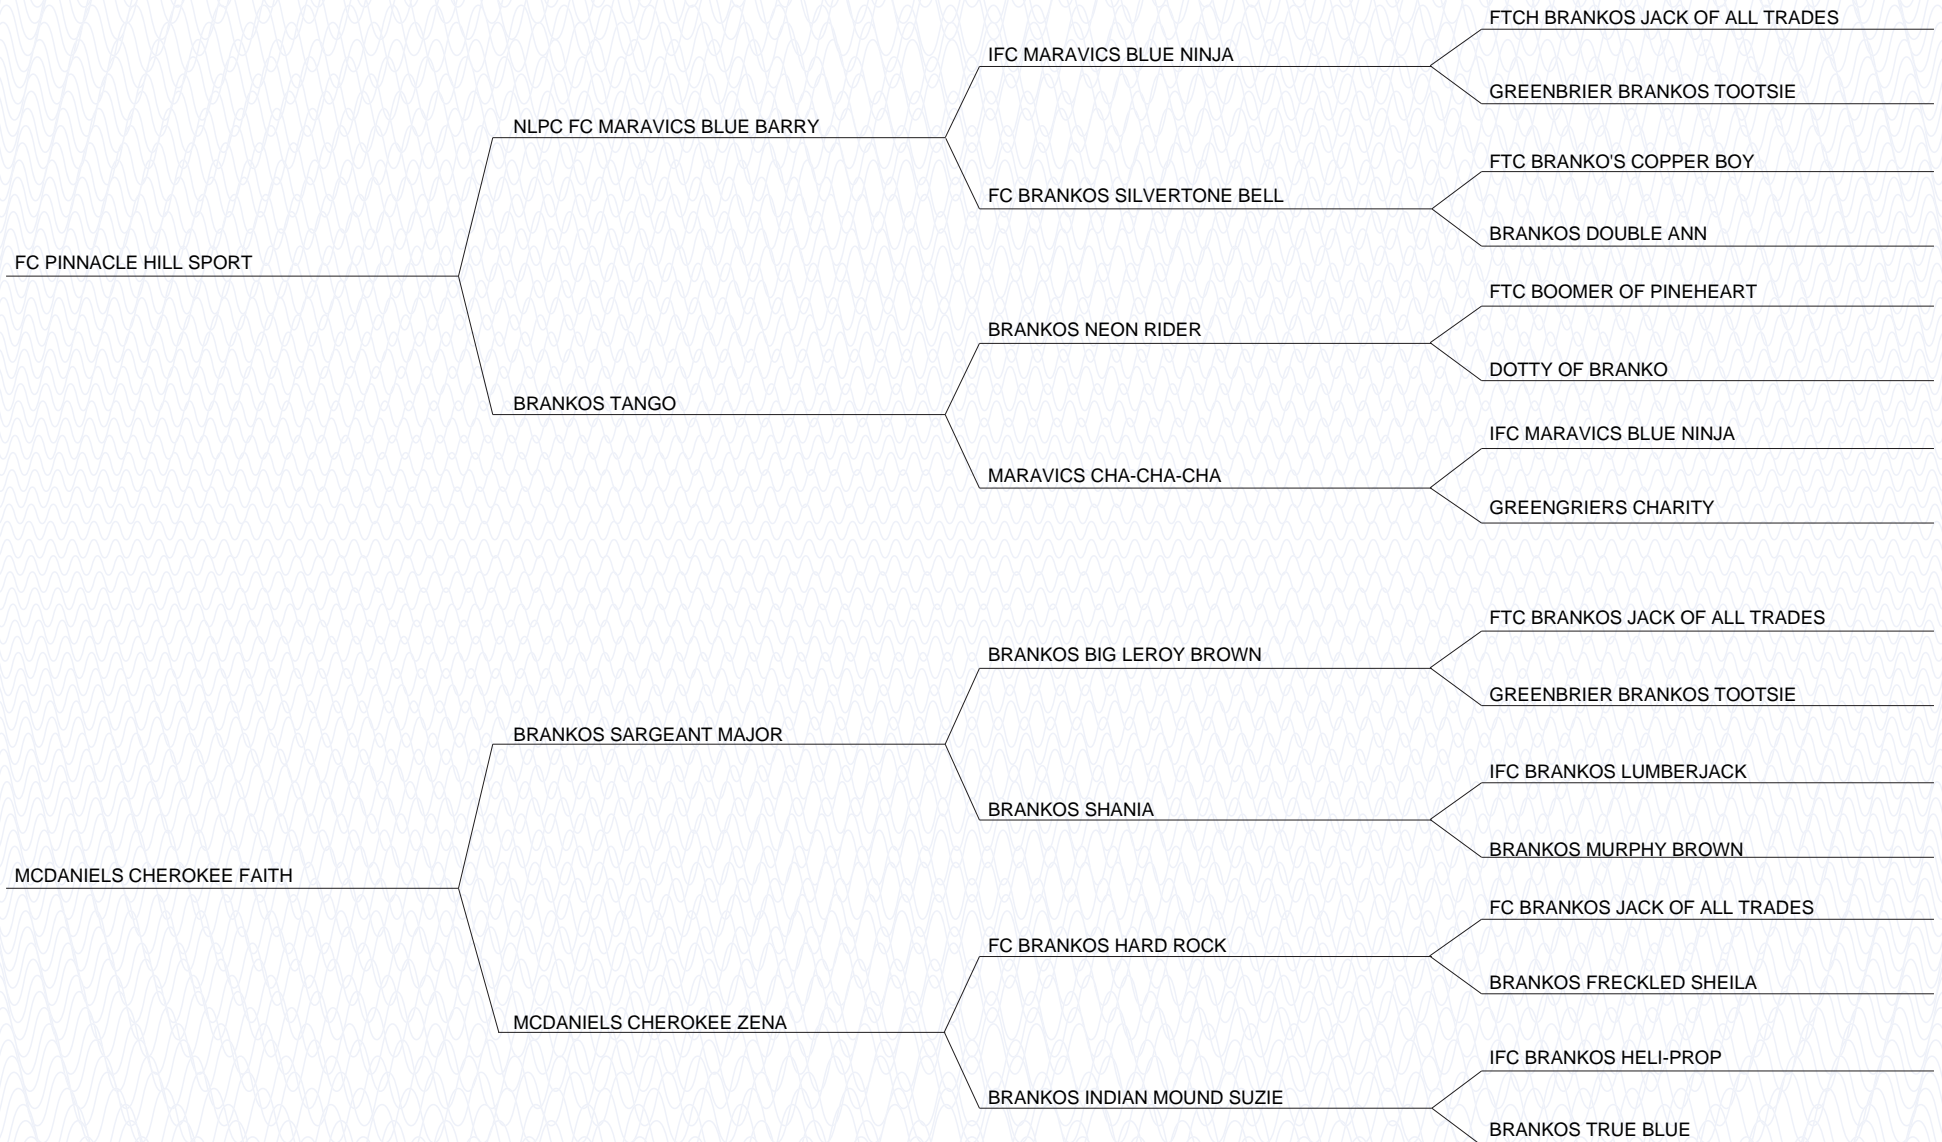 FTCH BRANKOS JACK OF ALL TRADES
IFC MARAVICS BLUE NINJA
GREENBRIER BRANKOS TOOTSIE
NLPC FC MARAVICS BLUE BARRY
FTC BRANKO'S COPPER BOY
FC BRANKOS SILVERTONE BELL
BRANKOS DOUBLE ANN
FC PINNACLE HILL SPORT
FTC BOOMER OF PINEHEART
BRANKOS NEON RIDER
DOTTY OF BRANKO
BRANKOS TANGO
IFC MARAVICS BLUE NINJA
MARAVICS CHA-CHA-CHA
GREENGRIERS CHARITY
FTC BRANKOS JACK OF ALL TRADES
BRANKOS BIG LEROY BROWN
GREENBRIER BRANKOS TOOTSIE
BRANKOS SARGEANT MAJOR
IFC BRANKOS LUMBERJACK
BRANKOS SHANIA
BRANKOS MURPHY BROWN
MCDANIELS CHEROKEE FAITH
FC BRANKOS JACK OF ALL TRADES
FC BRANKOS HARD ROCK
BRANKOS FRECKLED SHEILA
MCDANIELS CHEROKEE ZENA
IFC BRANKOS HELI-PROP
BRANKOS INDIAN MOUND SUZIE
BRANKOS TRUE BLUE